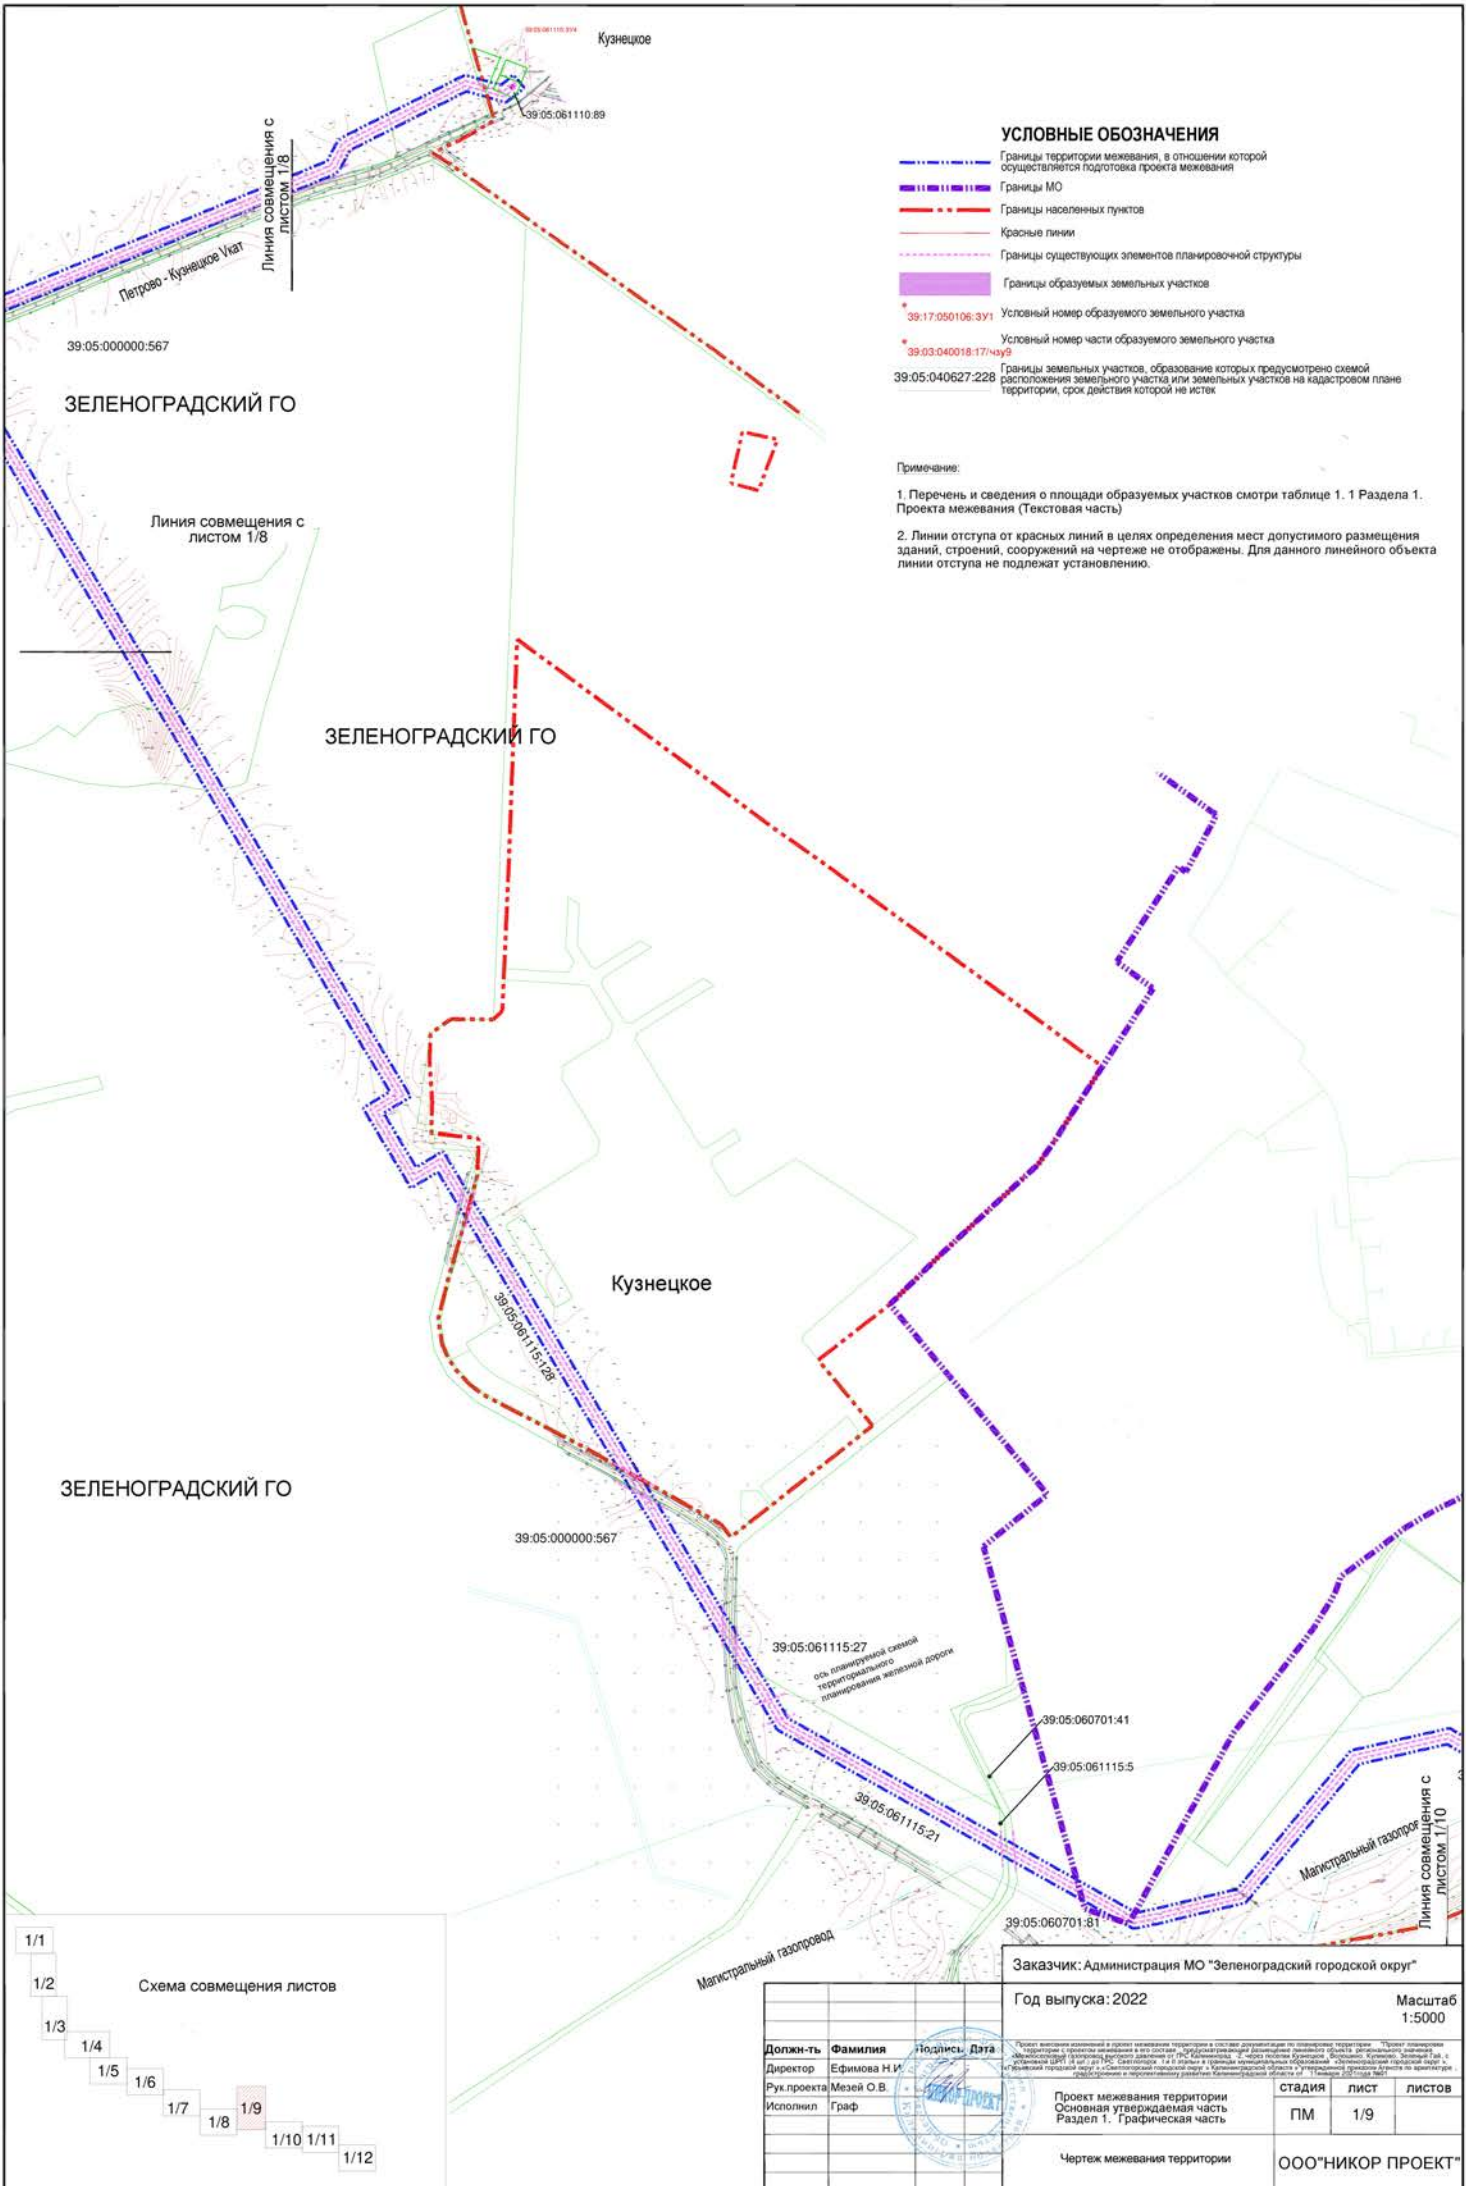 39:05:061110:ЗУ4
Кузнецкое
39:05:061110:89
Линия совмещения с
листом 1/8
Петрово - Кузнецкое Vкат
39:05:000000:567
ЗЕЛЕНОГРАДСКИЙ ГО
Линия совмещения с
листом 1/8
УСЛОВНЫЕ ОБОЗНАЧЕНИЯ
Границы территории межевания, в отношении которой
осуществляется подготовка проекта межевания
Границы МО
Границы населенных пунктов
Красные линии
Границы существующих элементов планировочной структуры
Границы образуемых земельных участков
39:17:050106:ЗУ1 Условный номер образуемого земельного участка
Условный номер части образуемого земельного участка
39:03:040018:17/чзу9
39:05:040627:228
Границы земельных участков, образование которых предусмотрено схемой
расположения земельного участка или земельных участков на кадастровом плане
территории, срок действия которой не истек
Примечание:
1. Перечень и сведения о площади образуемых участков смотри таблице 1. 1 Раздела 1.
Проекта межевания (Текстовая часть)
2. Линии отступа от красных линий в целях определения мест допустимого размещения
зданий, строений, сооружений на чертеже не отображены. Для данного линейного объекта
линии отступа не подлежат установлению.
ЗЕЛЕНОГРАДСКИЙ ГО
Кузнецкое
39:05:061115:128
ЗЕЛЕНОГРАДСКИЙ ГО
39:05:000000:567
39:05:061115:27
ось планируемой схемой
территориального
планирования железной дороги
39:05:060701:41
39:05:061115:5
39:05:061115:21
Магистральный газопровод
39:05:060701:81
Магистральный газопров
Линия совмещения с
листом 1/10
Схема совмещения листов
1/1
1/2
1/3
1/4
1/5
1/6
1/7
1/8
1/9
1/10
1/11
1/12
Заказчик: Администрация МО "Зеленоградский городской округ"
Год выпуска: 2022
Масштаб
1:5000
Должн-ть Фамилия Подпись Дата
Директор Ефимова Н.И.
Рук.проекта Мезей О.В.
Исполнил Граф
НИКОР ПРОЕКТ
Проект межевания территории
Основная утверждаемая часть
Раздел 1. Графическая часть
стадия лист листов
ПМ 1/9
Чертеж межевания территории
ООО"НИКОР ПРОЕКТ"